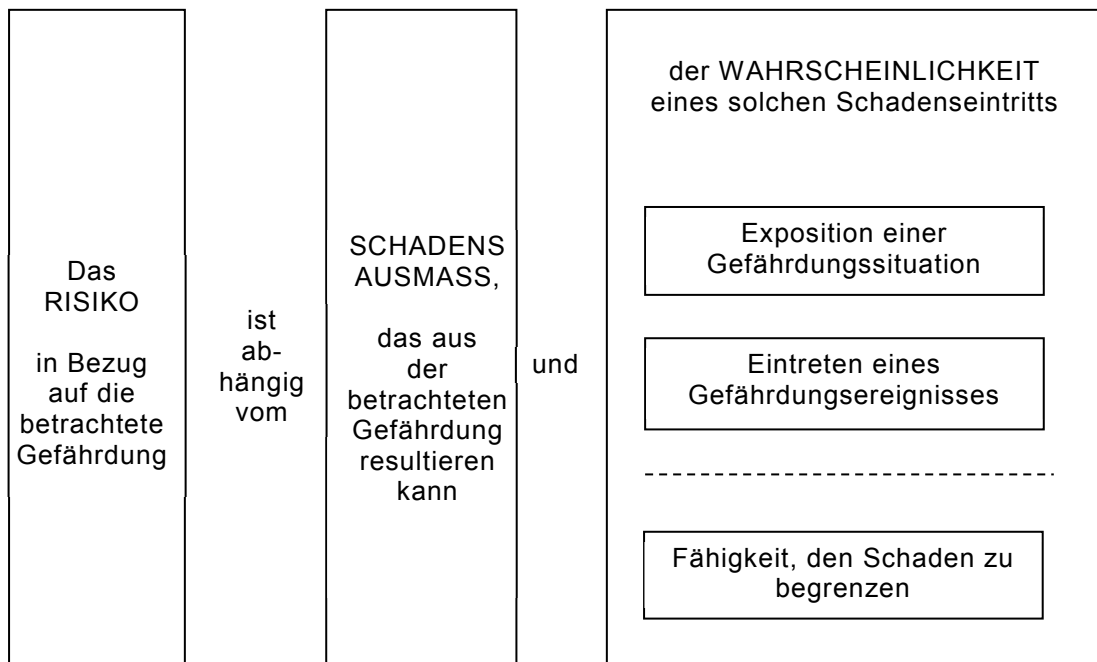 Das
RISIKO
in Bezug
auf die
betrachtete
Gefährdung
ist
ab-
hängig
vom
SCHADENS
AUSMASS,
das aus
der
betrachteten
Gefährdung
resultieren
kann
und
der WAHRSCHEINLICHKEIT
eines solchen Schadenseintritts
Exposition einer
Gefährdungssituation
Eintreten eines
Gefährdungsereignisses
Fähigkeit, den Schaden zu
begrenzen